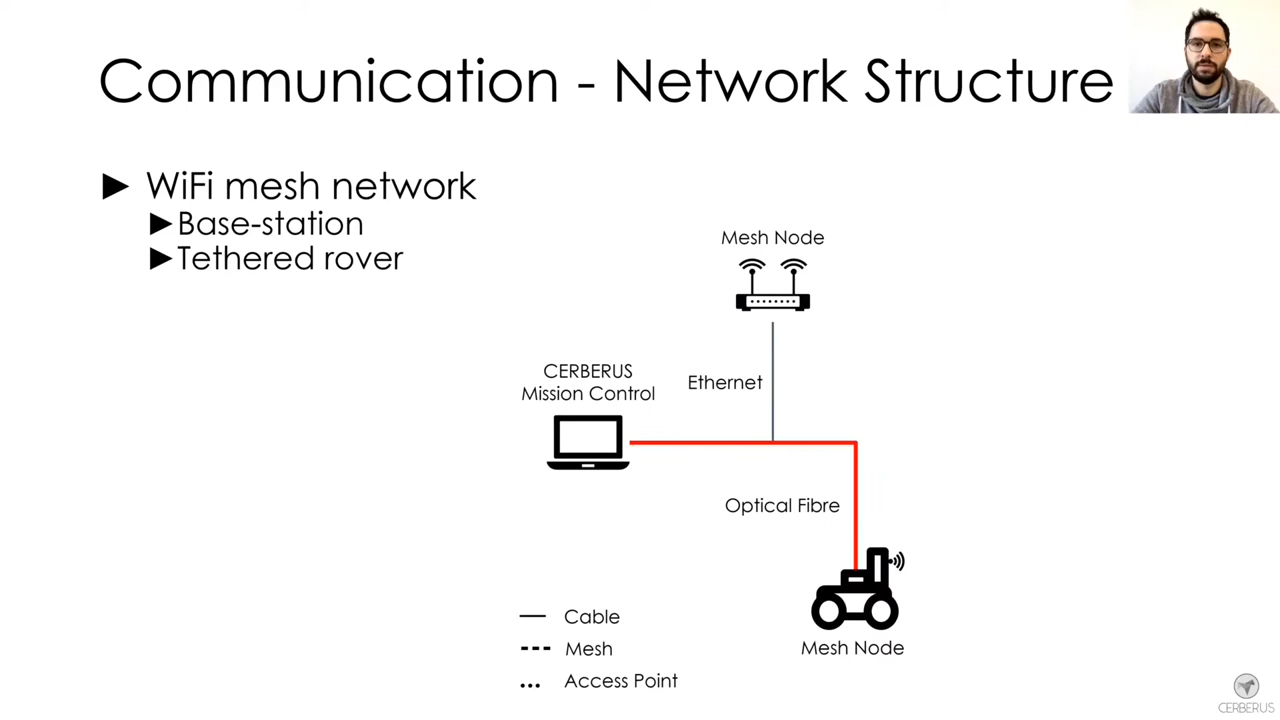 Communication - Network Structure
► WiFi mesh network
►Base-station
►Tethered rover
Mesh Node
CERBERUS
Mission Control
Ethernet
Optical Fibre
Mesh Node
Cable
Mesh
Access Point
CERBERUS